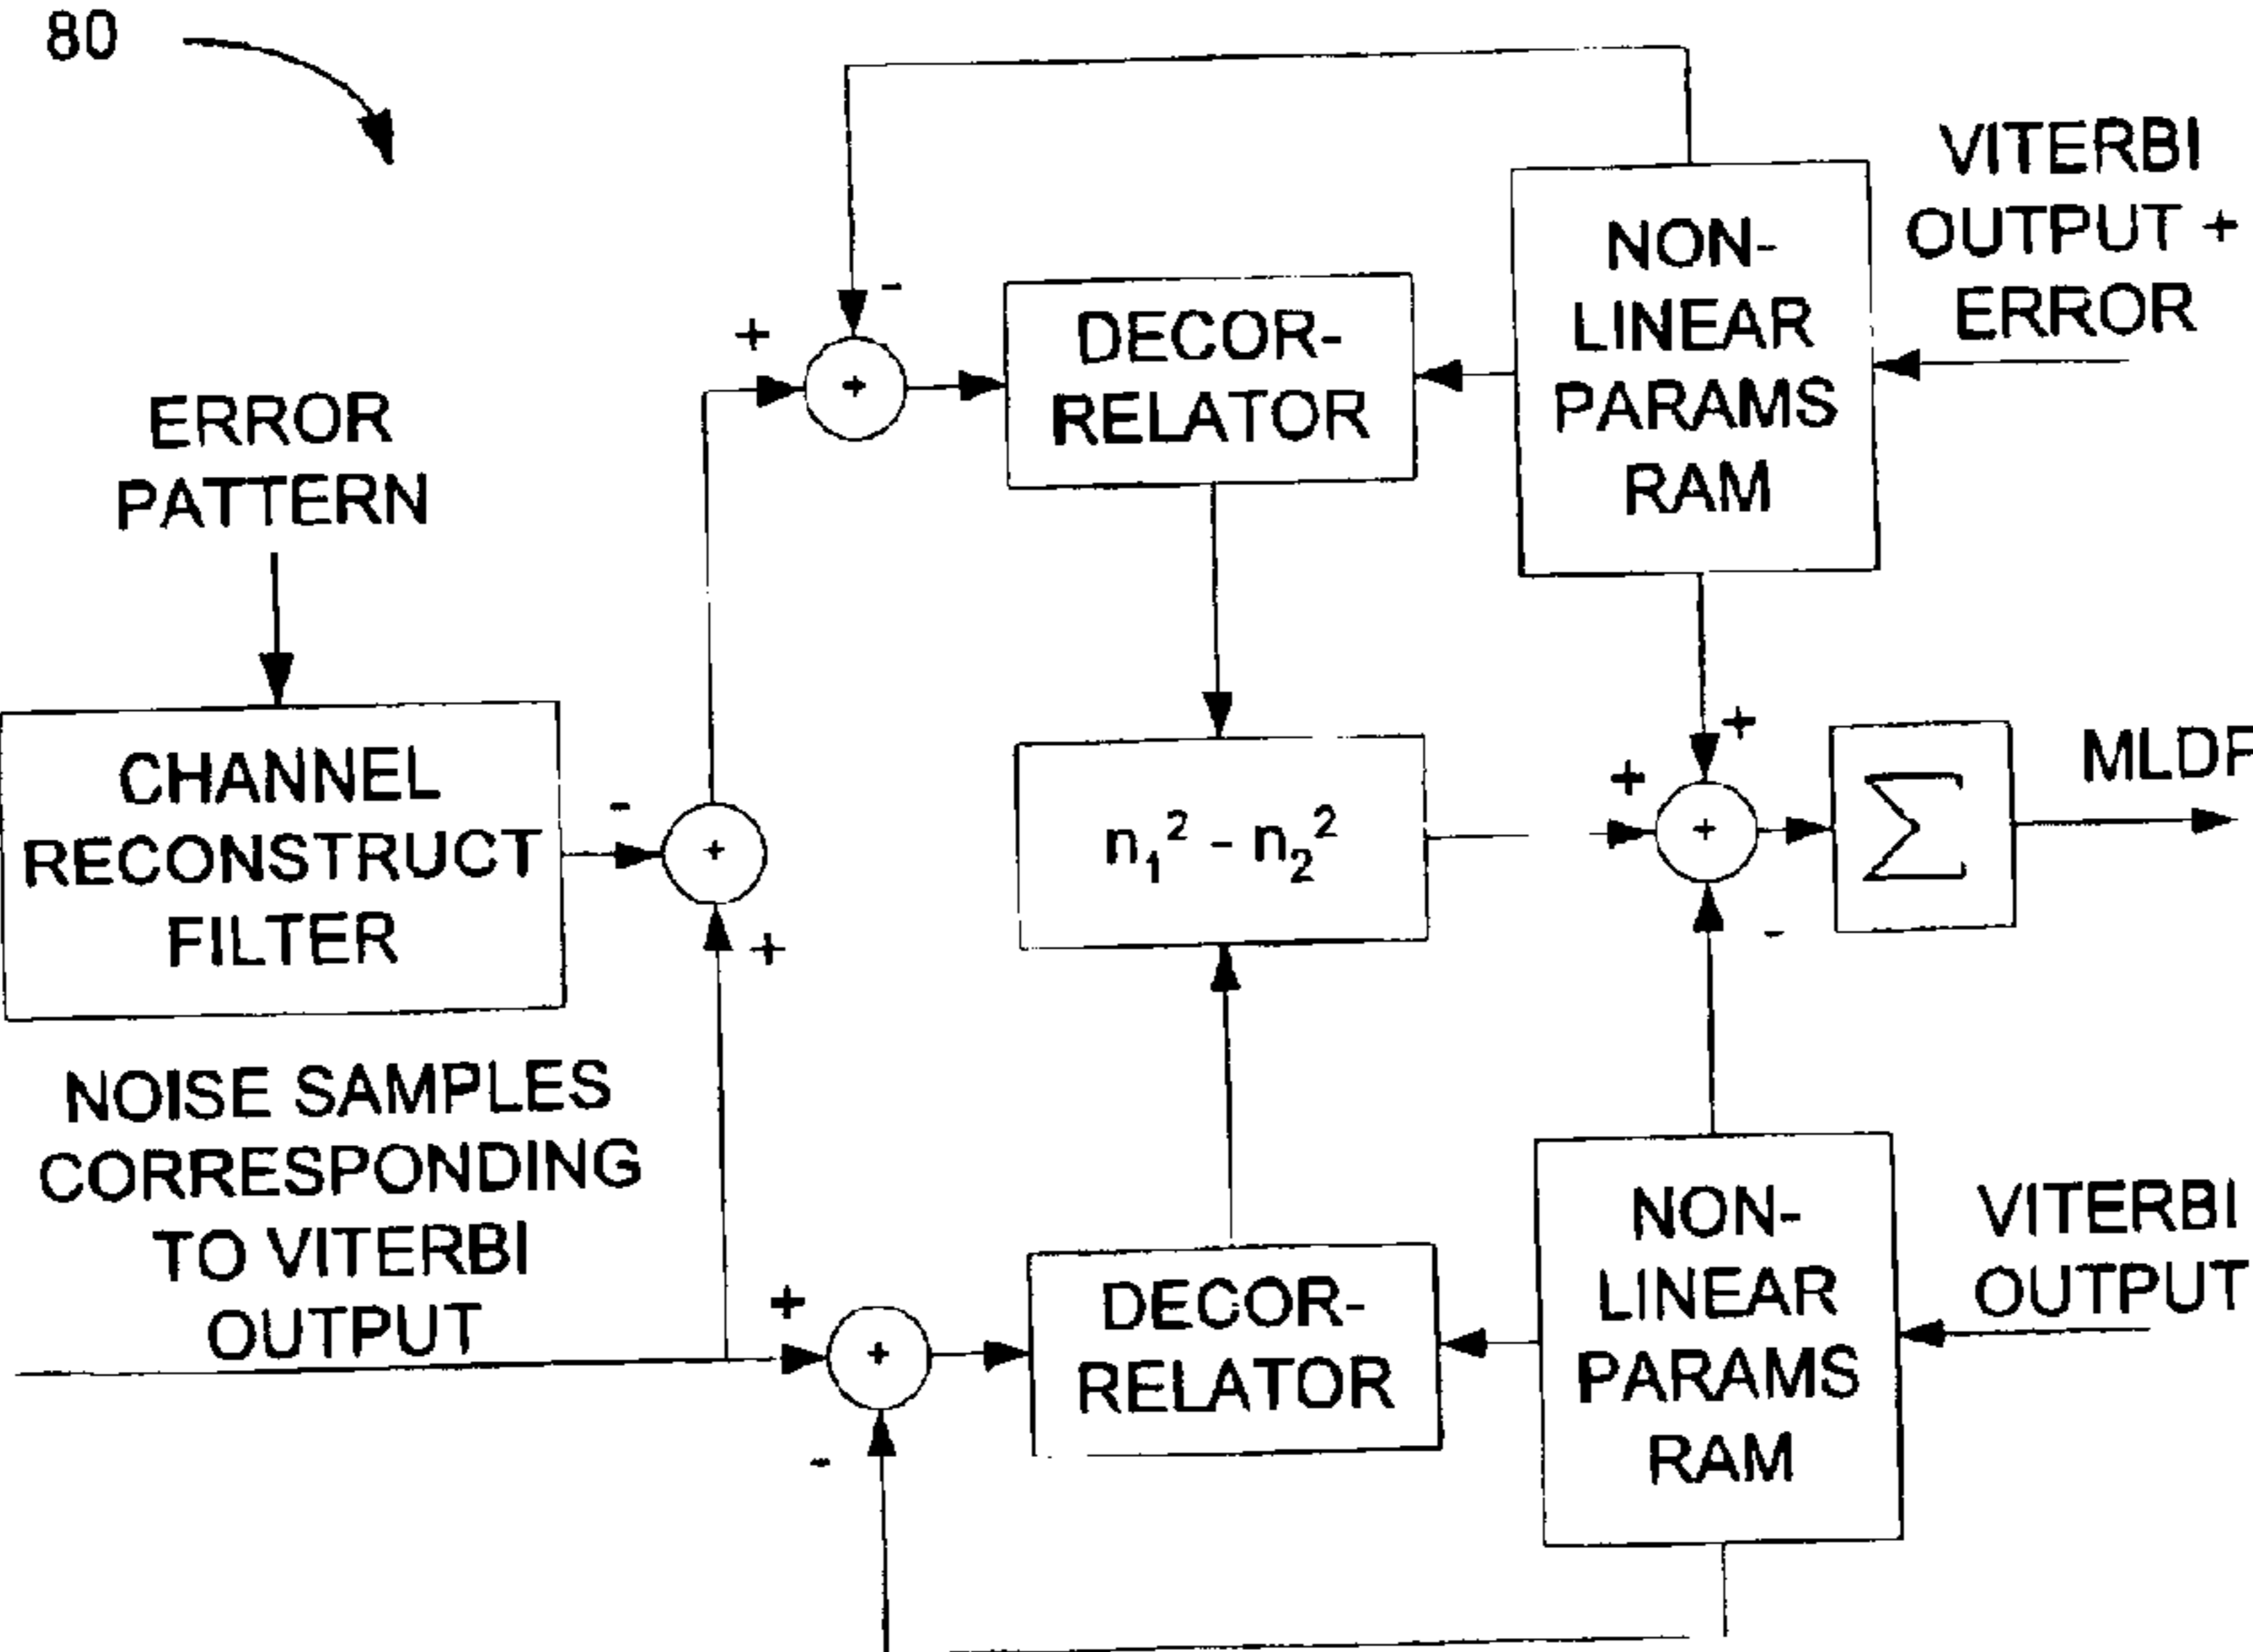 80
VITERBI
OUTPUT +
ERROR
NON-
LINEAR
PARAMS
RAM
-
+
DECOR-
RELATOR
+
ERROR
PATTERN
CHANNEL
RECONSTRUCT
FILTER
-
+
+
n₁² - n₂²
+
+
+
-
Σ
MLDF
NOISE SAMPLES
CORRESPONDING
TO VITERBI
OUTPUT
+
+
-
DECOR-
RELATOR
NON-
LINEAR
PARAMS
RAM
VITERBI
OUTPUT